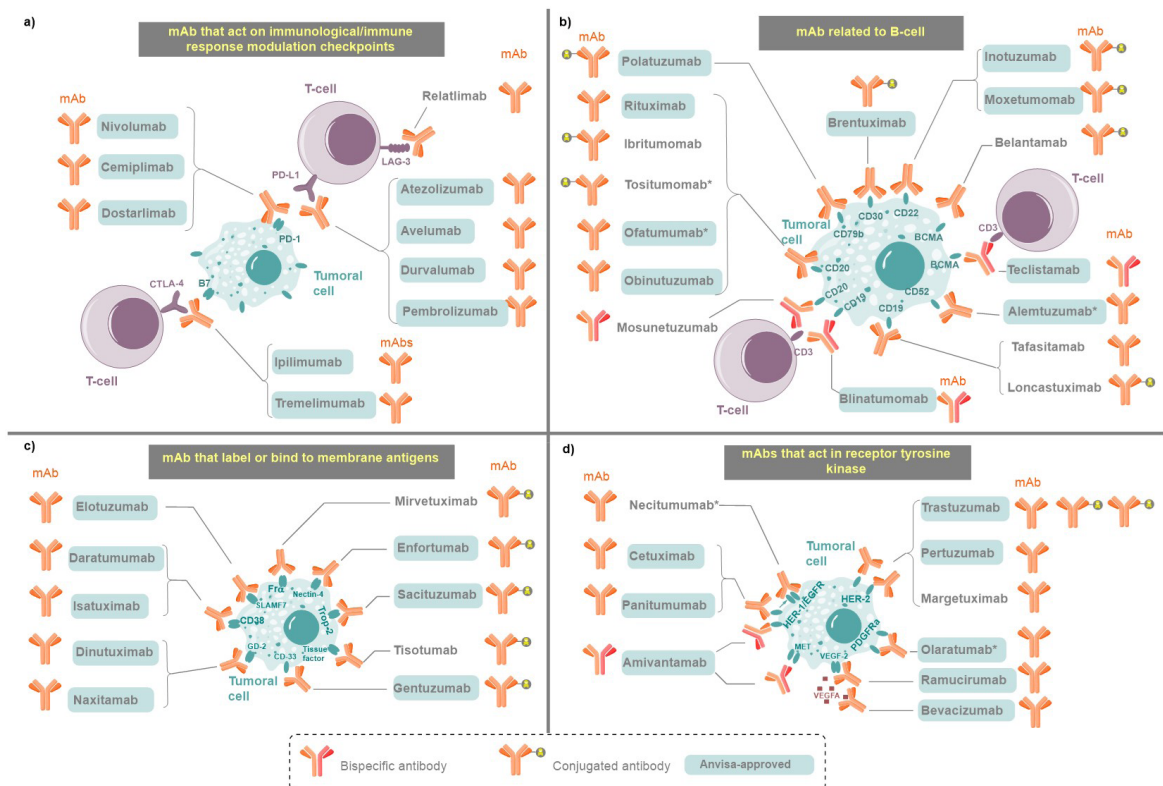 a)
mAb that act on immunological/immune
response modulation checkpoints
mAb
mAb
T-cell
Relatlimab
Nivolumab
Cemiplimab
Dostarlimab
LAG-3
PD-L1
Atezolizumab
Avelumab
Durvalumab
Pembrolizumab
PD-1
Tumoral
cell
B7
CTLA-4
T-cell
mAbs
Ipilimumab
Tremelimumab
b)
mAb related to B-cell
Polatuzumab
Rituximab
Ibritumomab
Tositumomab*
Ofatumumab*
Obinutuzumab
Mosunetuzumab
Brentuximab
Inotuzumab
Moxetumomab
Belantamab
T-cell
CD3
mAb
Teclistamab
Alemtuzumab*
Tafasitamab
Loncastuximab
Tumoral
cell
CD79b
CD30
CD22
BCMA
BCMA
CD52
CD19
CD19
CD20
CD20
CD3
T-cell
mAb
Blinatumomab
c)
mAb that label or bind to membrane antigens
mAb
mAb
Elotuzumab
Daratumumab
Isatuximab
Dinutuximab
Naxitamab
Mirvetuximab
Enfortumab
Sacituzumab
Tisotumab
Gentuzumab
Frα
Nectin-4
SLAMF7
Trop-2
CD38
GD-2
CD-33
Tissue
factor
Tumoral
cell
d)
mAbs that act in receptor tyrosine
kinase
mAb
mAb
Necitumumab*
Cetuximab
Panitumumab
Amivantamab
Tumoral
cell
Trastuzumab
Pertuzumab
Margetuximab
Olaratumab*
Ramucirumab
Bevacizumab
HER-1/EGFR
HER-2
PDGFRa
MET
VEGF-2
VEGFA
Bispecific antibody
Conjugated antibody
Anvisa-approved